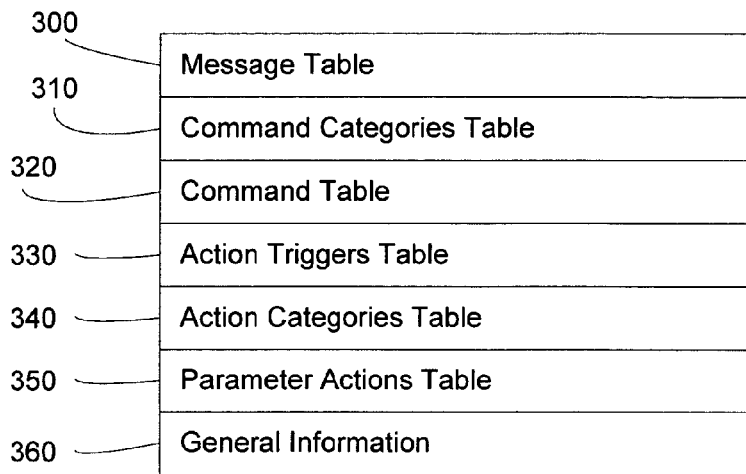 300
Message Table
310
Command Categories Table
320
Command Table
330
Action Triggers Table
340
Action Categories Table
350
Parameter Actions Table
360
General Information